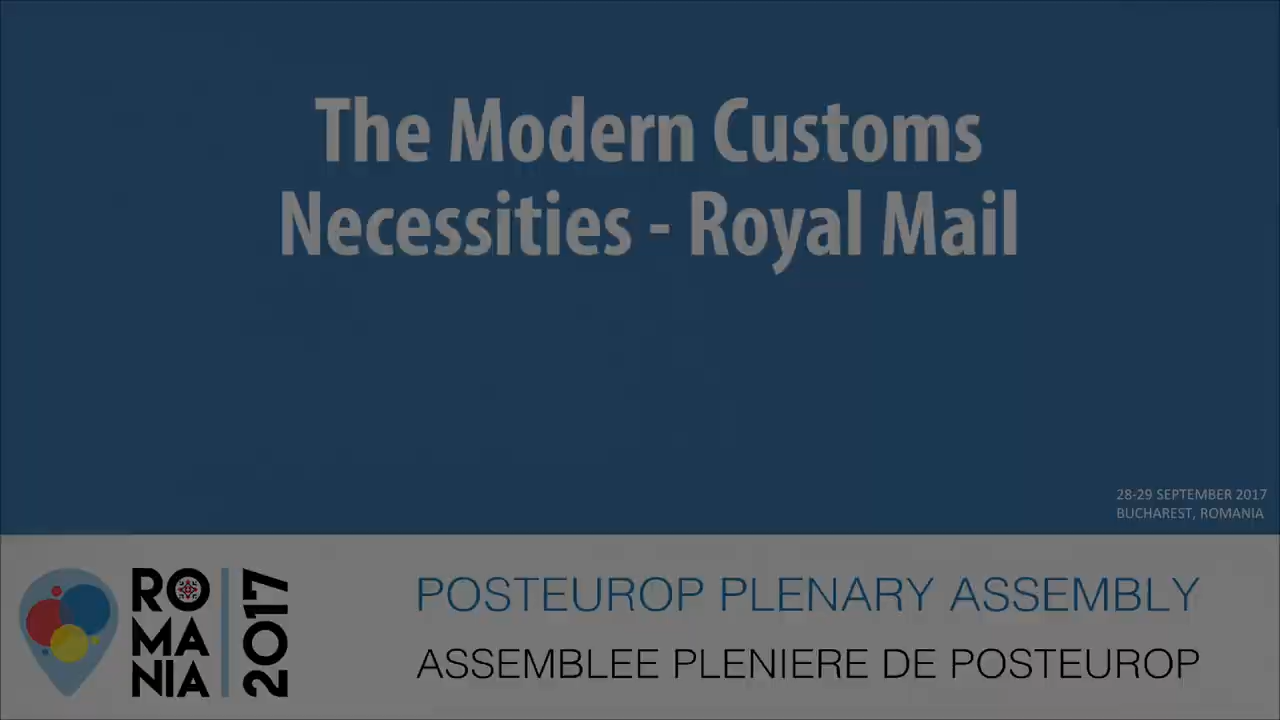 The Modern Customs
Necessities - Royal Mail
28-29 SEPTEMBER 2017
BUCHAREST, ROMANIA
RO
MA
NIA
2017
POSTEUROP PLENARY ASSEMBLY
ASSEMBLEE PLENIERE DE POSTEUROP